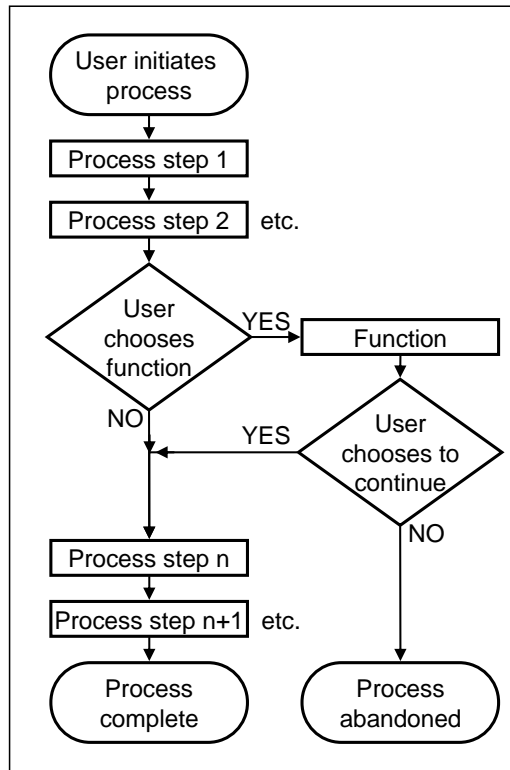 User initiates
process
Process step 1
Process step 2
etc.
User
chooses
function
YES
Function
NO
YES
User
chooses to
continue
NO
Process step n
Process step n+1
etc.
Process
complete
Process
abandoned